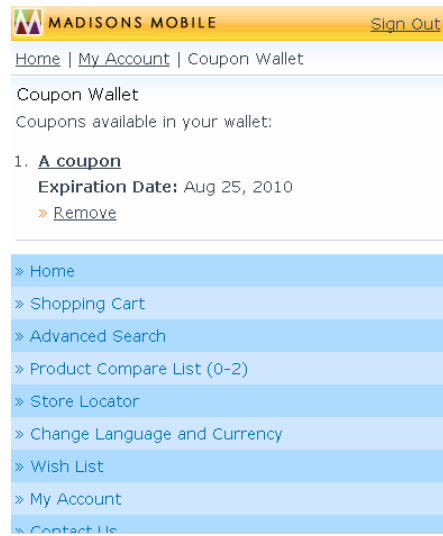 MADISONS MOBILE Sign Out
Home | My Account | Coupon Wallet
Coupon Wallet
Coupons available in your wallet:
1. A coupon
Expiration Date: Aug 25, 2010
» Remove
» Home
» Shopping Cart
» Advanced Search
» Product Compare List (0-2)
» Store Locator
» Change Language and Currency
» Wish List
» My Account
» Contact Us